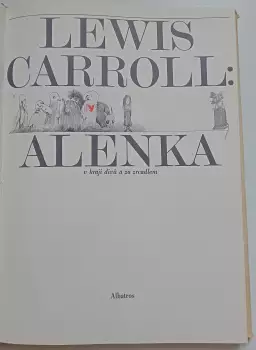 LEWIS
CARROLL:
ALENKA
v kraji divů a za zrcadlem
Albatros